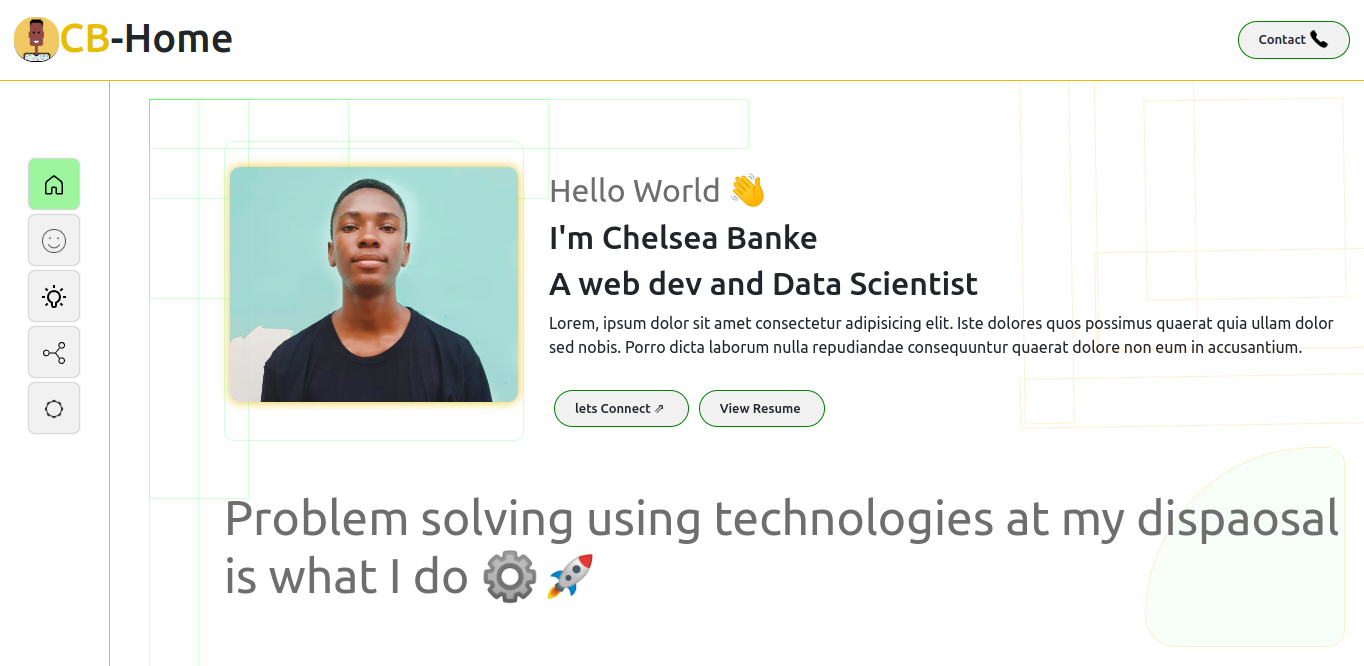 CB-Home
Contact
Hello World 👋
I'm Chelsea Banke
A web dev and Data Scientist
Lorem, ipsum dolor sit amet consectetur adipisicing elit. Iste dolores quos possimus quaerat quia ullam dolor
sed nobis. Porro dicta laborum nulla repudiandae consequuntur quaerat dolore non eum in accusantium.
lets Connect ⇗
View Resume
Problem solving using technologies at my dispaosal
is what I do ⚙️ 🚀